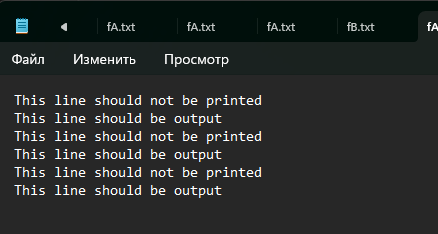 fA.txt fA.txt fA.txt fB.txt fA
Файл Изменить Просмотр
This line should not be printed
This line should be output
This line should not be printed
This line should be output
This line should not be printed
This line should be output